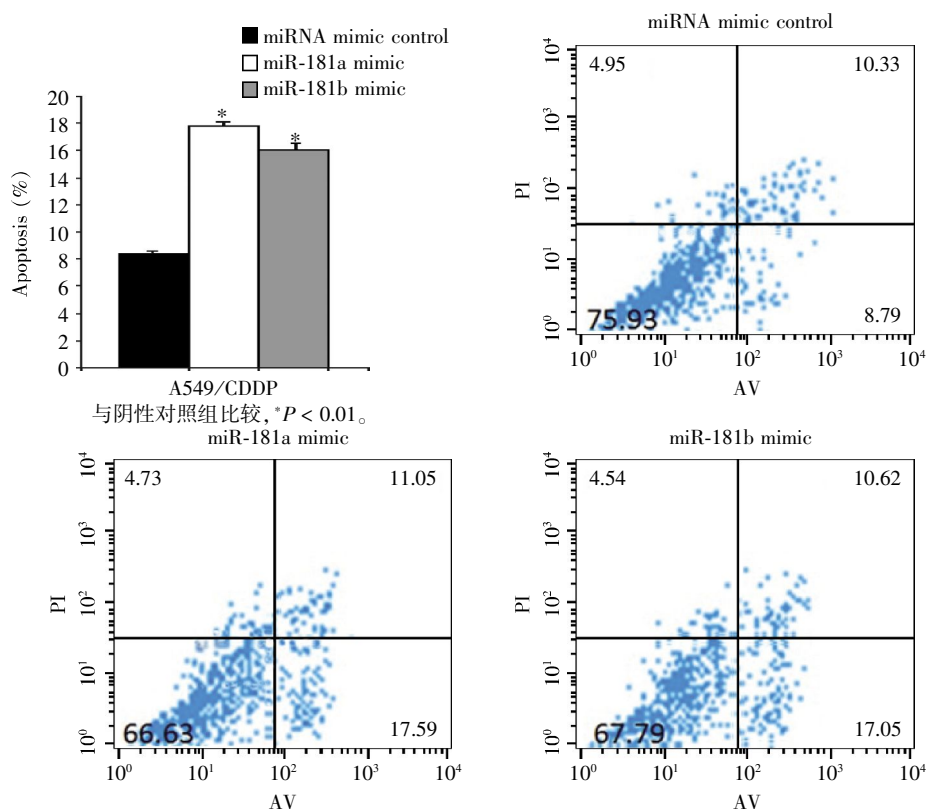 miRNA mimic control
miR-181a mimic
miR-181b mimic
20
18
16
14
12
10
8
6
4
2
0
Apoptosis (%)
*
*
A549/CDDP
与阴性对照组比较,*P < 0.01。
miRNA mimic control
4.95
10.33
75.93
8.79
10⁴
10³
10²
10¹
10⁰
PI
10⁰ 10¹ 10² 10³ 10⁴
AV
miR-181a mimic
4.73
11.05
66.63
17.59
10⁴
10³
10²
10¹
10⁰
PI
10⁰ 10¹ 10² 10³ 10⁴
AV
miR-181b mimic
4.54
10.62
67.79
17.05
10⁴
10³
10²
10¹
10⁰
PI
10⁰ 10¹ 10² 10³ 10⁴
AV